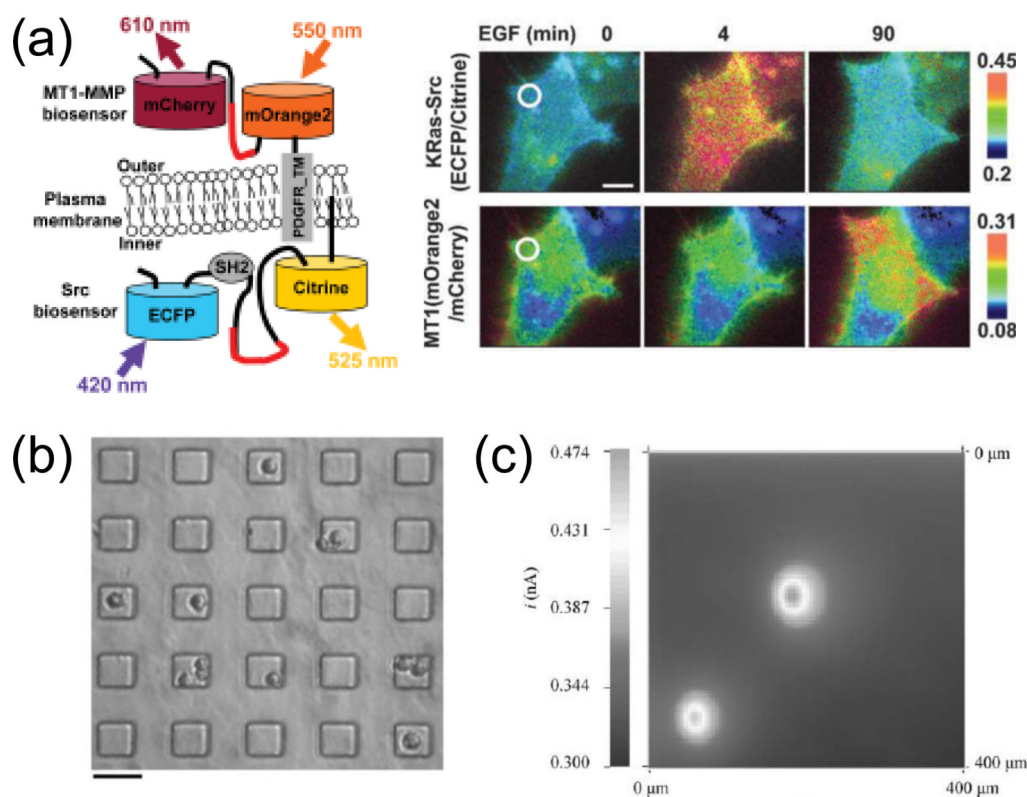 (a)
610 nm
550 nm
MT1-MMP
biosensor
mCherry
mOrange2
Outer
Plasma
membrane
Inner
PDGFR_TM
SH2
Src
biosensor
ECFP
Citrine
420 nm
525 nm
EGF (min) 0 4 90
KRas-Src
(ECFP/Citrine)
0.45
0.2
MT1(mOrange2
/mCherry)
0.31
0.08
(b)
(c)
0.474
0.431
0.387
0.344
0.300
i (nA)
0 µm
400 µm
0 µm
400 µm